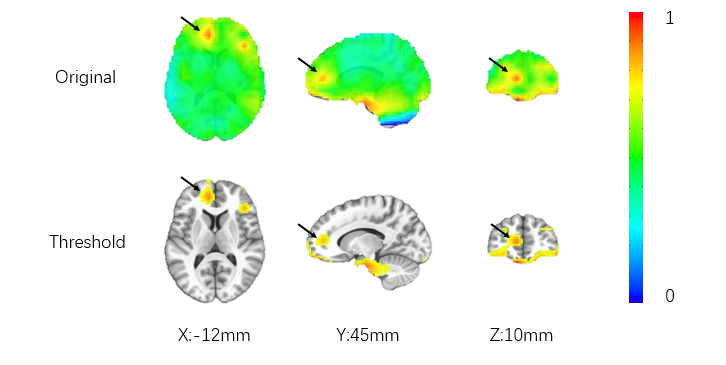 Original
1
Threshold
0
X:-12mm
Y:45mm
Z:10mm